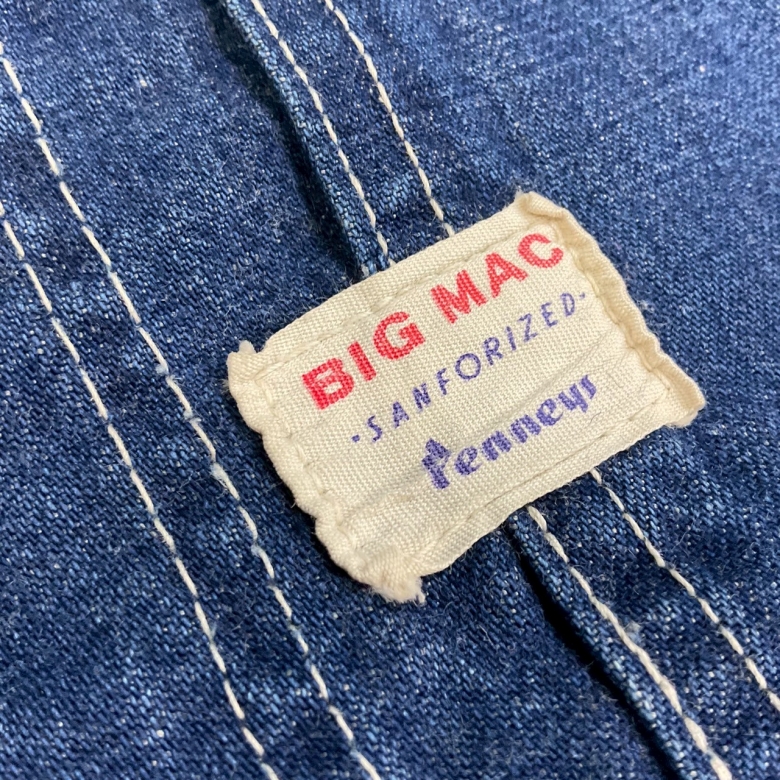 BIG MAC
·SANFORIZED·
Penneys